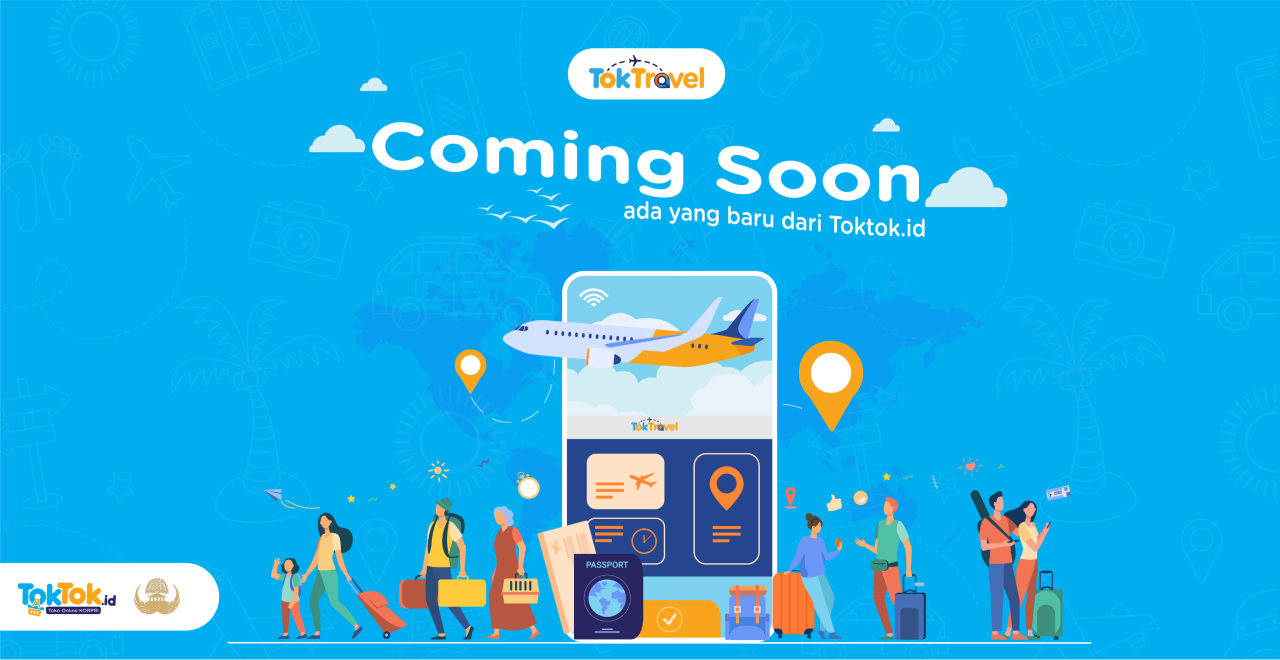 TokTravel
Coming Soon
ada yang baru dari Toktok.id
TokTravel
PASSPORT
TokTok.id
Toko Online KORPRI